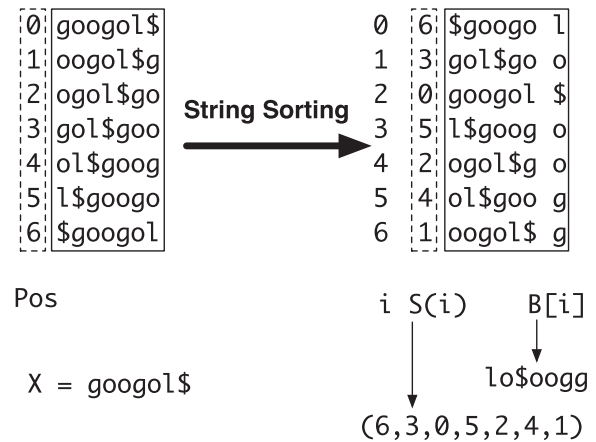 0 googol$ 0 6 $googo l
1 oogol$g 1 3 gol$go o
2 ogol$go 2 0 googol $
String Sorting
3 gol$goo 3 5 l$goog o
4 ol$goog 4 2 ogol$g o
5 l$googo 5 4 ol$goo g
6 $googol 6 1 oogol$ g
Pos i S(i) B[i]
X = googol$ lo$oogg
(6,3,0,5,2,4,1)